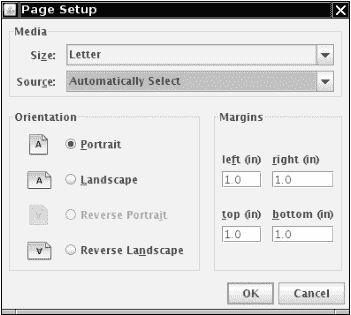 Page Setup
Media
Size: Letter
Source: Automatically Select
Orientation
A Portrait
A Landscape
A Reverse Portrait
A Reverse Landscape
Margins
left (in) right (in)
1.0 1.0
top (in) bottom (in)
1.0 1.0
OK Cancel